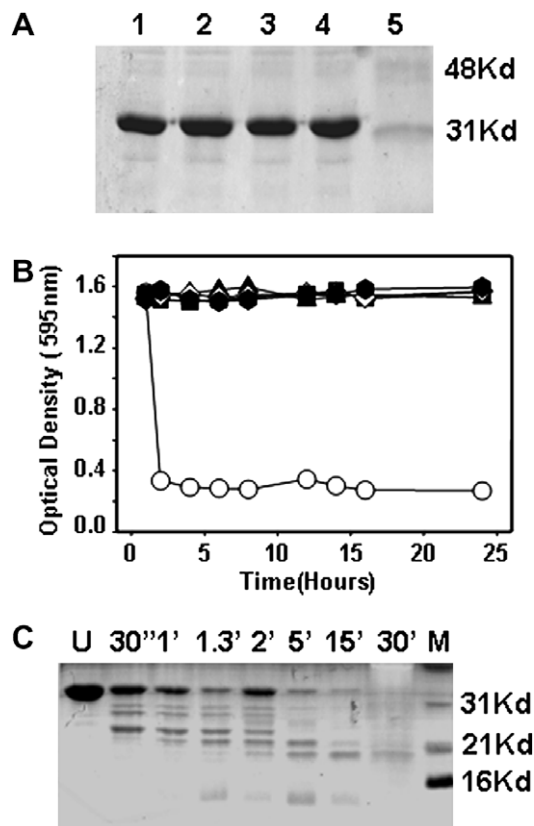 A
1 2 3 4 5
48Kd
31Kd
B
Optical Density ( 595nm)
1.6
1.2
0.8
0.4
0.0
0 5 10 15 20 25
Time(Hours)
C
U 30'' 1' 1.3' 2' 5' 15' 30' M
31Kd
21Kd
16Kd